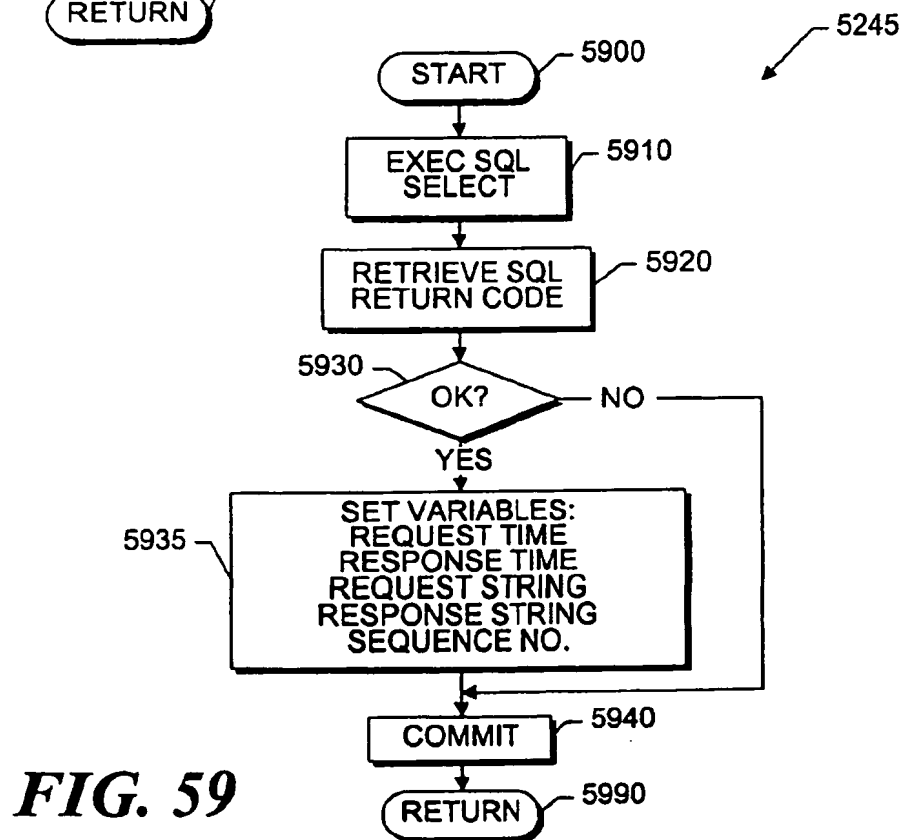 RETURN
5245
START
5900
EXEC SQL
SELECT
5910
RETRIEVE SQL
RETURN CODE
5920
5930
OK?
NO
YES
5935
SET VARIABLES:
REQUEST TIME
RESPONSE TIME
REQUEST STRING
RESPONSE STRING
SEQUENCE NO.
COMMIT
5940
RETURN
5990
FIG. 59